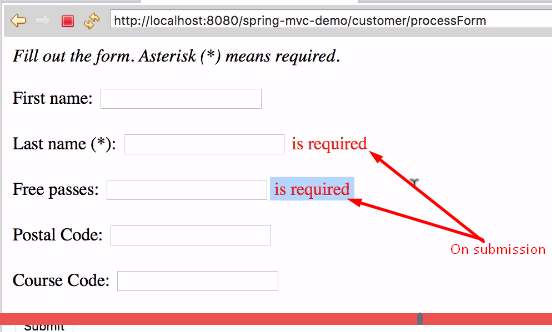 http://localhost:8080/spring-mvc-demo/customer/processForm
Fill out the form. Asterisk (*) means required.
First name:
Last name (*): is required
Free passes: is required
Postal Code:
On submission
Course Code:
Submit